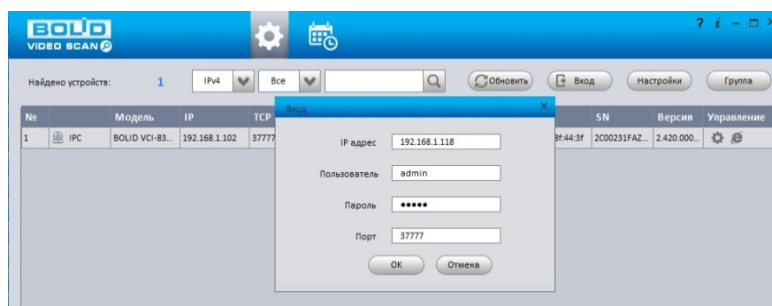 BOLID
VIDEO SCAN
? i
Найдено устройств: 1 IPv4 Все Обновить Вход Настройки Группа
№ Модель IP TCP SN Версия Управление
1 IPC BOLID VCI-83... 192.168.1.102 37777 3f:44:3f 2C00231FAZ... 2.420.000...
Вход
IP адрес 192.168.1.118
Пользователь admin
Пароль •••••
Порт 37777
OK Отмена